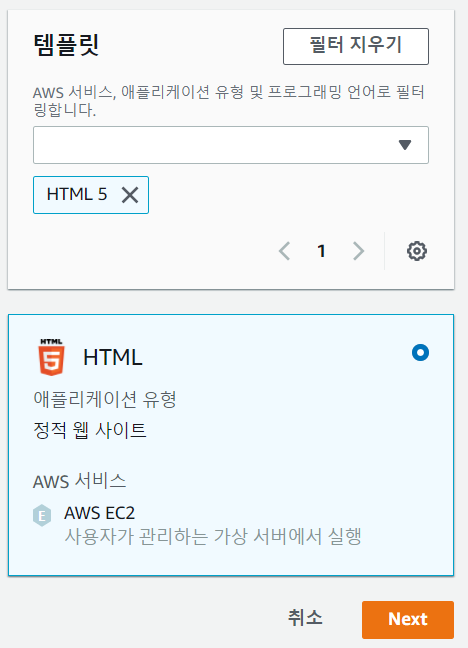 템플릿
필터 지우기
AWS 서비스, 애플리케이션 유형 및 프로그래밍 언어로 필터
링합니다.
HTML 5
1
HTML
5
HTML
애플리케이션 유형
정적 웹 사이트
AWS 서비스
E
AWS EC2
사용자가 관리하는 가상 서버에서 실행
취소
Next